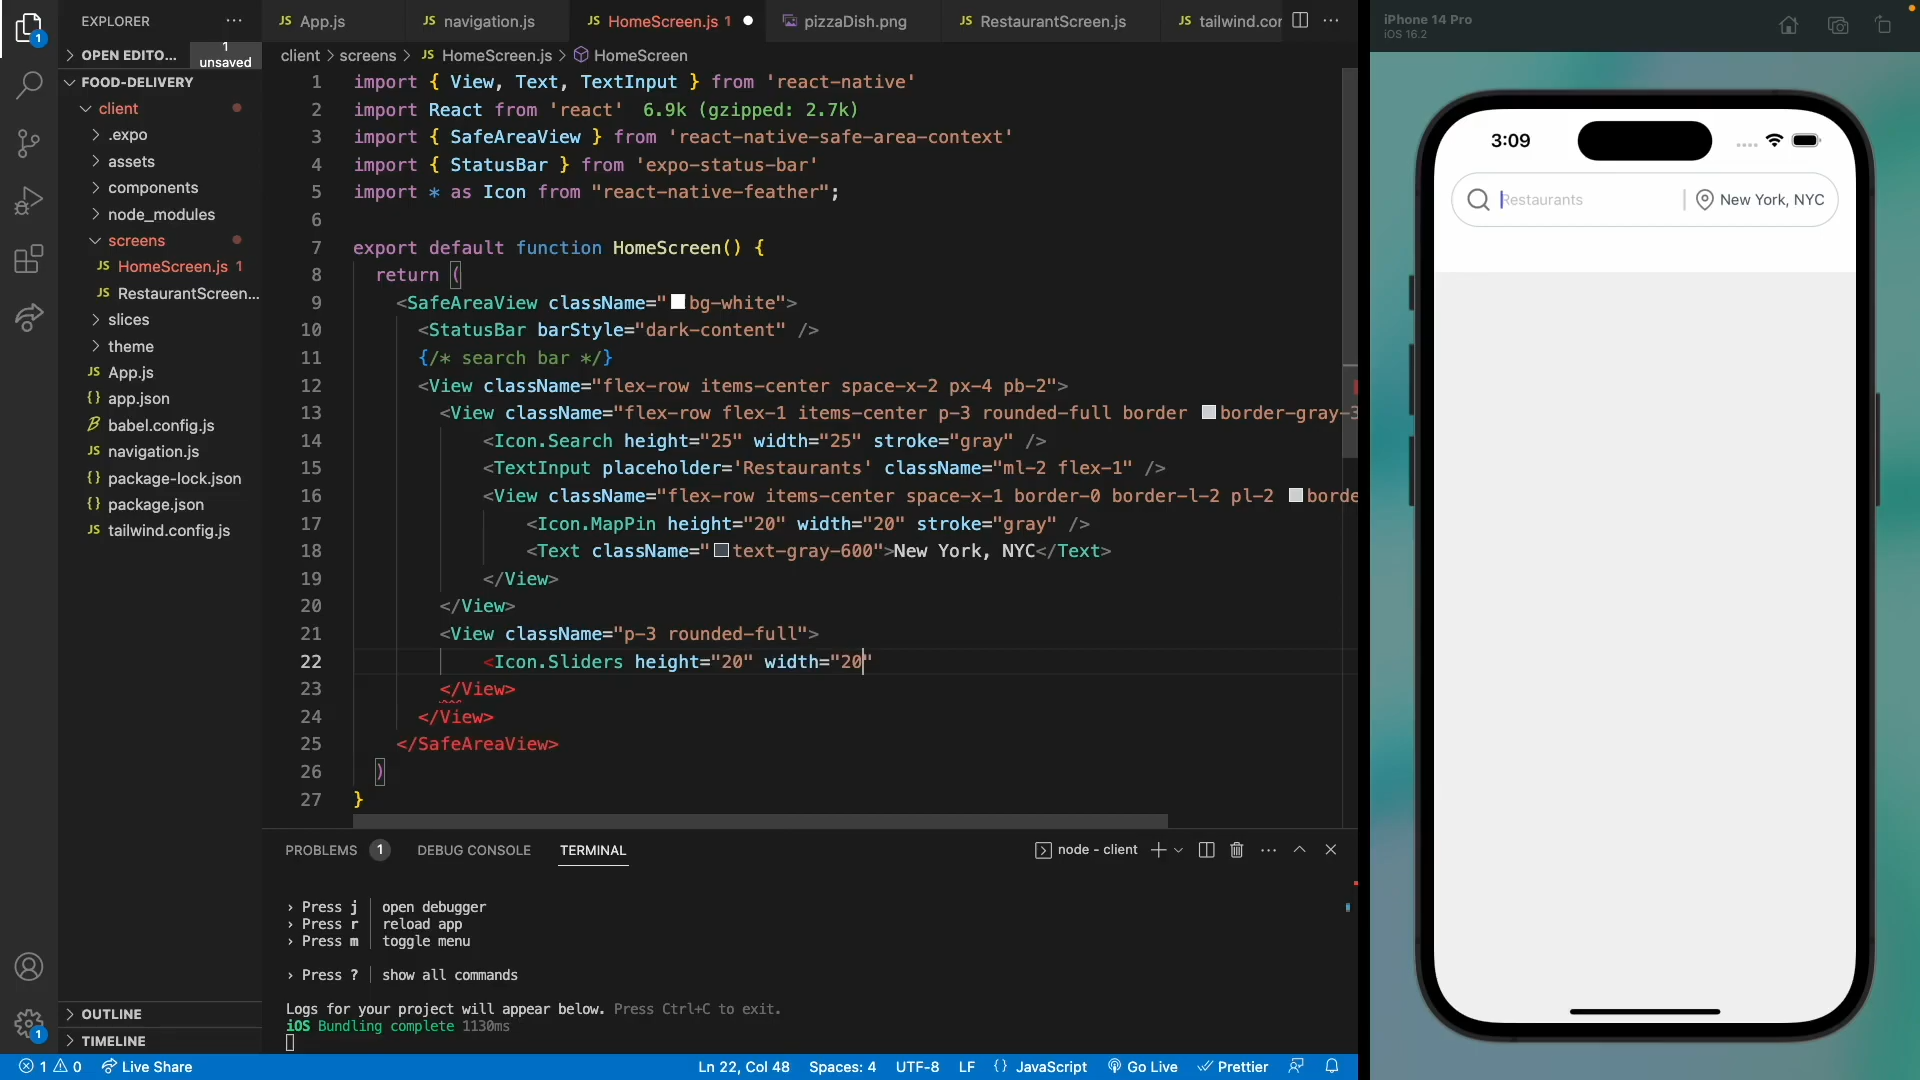 EXPLORER
App.js
navigation.js
HomeScreen.js 1
pizzaDish.png
RestaurantScreen.js
tailwind.cor
OPEN EDITO...
1 unsaved
client > screens > JS HomeScreen.js > HomeScreen
FOOD-DELIVERY
client
.expo
assets
components
node_modules
screens
JS HomeScreen.js 1
JS RestaurantScreen...
slices
theme
JS App.js
{} app.json
babel.config.js
JS navigation.js
{} package-lock.json
{} package.json
JS tailwind.config.js
OUTLINE
TIMELINE
1 import { View, Text, TextInput } from 'react-native'
2 import React from 'react' 6.9k (gzipped: 2.7k)
3 import { SafeAreaView } from 'react-native-safe-area-context'
4 import { StatusBar } from 'expo-status-bar'
5 import * as Icon from "react-native-feather";
6
7 export default function HomeScreen() {
8 return (
9 <SafeAreaView className="bg-white">
10 <StatusBar barStyle="dark-content" />
11 {/* search bar */}
12 <View className="flex-row items-center space-x-2 px-4 pb-2">
13 <View className="flex-row flex-1 items-center p-3 rounded-full border border-gray-3
14 <Icon.Search height="25" width="25" stroke="gray" />
15 <TextInput placeholder='Restaurants' className="ml-2 flex-1" />
16 <View className="flex-row items-center space-x-1 border-0 border-l-2 pl-2 borde
17 <Icon.MapPin height="20" width="20" stroke="gray" />
18 <Text className="text-gray-600">New York, NYC</Text>
19 </View>
20 </View>
21 <View className="p-3 rounded-full">
22 <Icon.Sliders height="20" width="20"
23 </View>
24 </View>
25 </SafeAreaView>
26 )
27 }
PROBLEMS 1 DEBUG CONSOLE TERMINAL
node - client
› Press j | open debugger
› Press r | reload app
› Press m | toggle menu
› Press ? | show all commands
Logs for your project will appear below. Press Ctrl+C to exit.
iOS Bundling complete 1130ms
1 0 Live Share Ln 22, Col 48 Spaces: 4 UTF-8 LF {} JavaScript Go Live Prettier
iPhone 14 Pro
iOS 16.2
3:09
Restaurants
New York, NYC